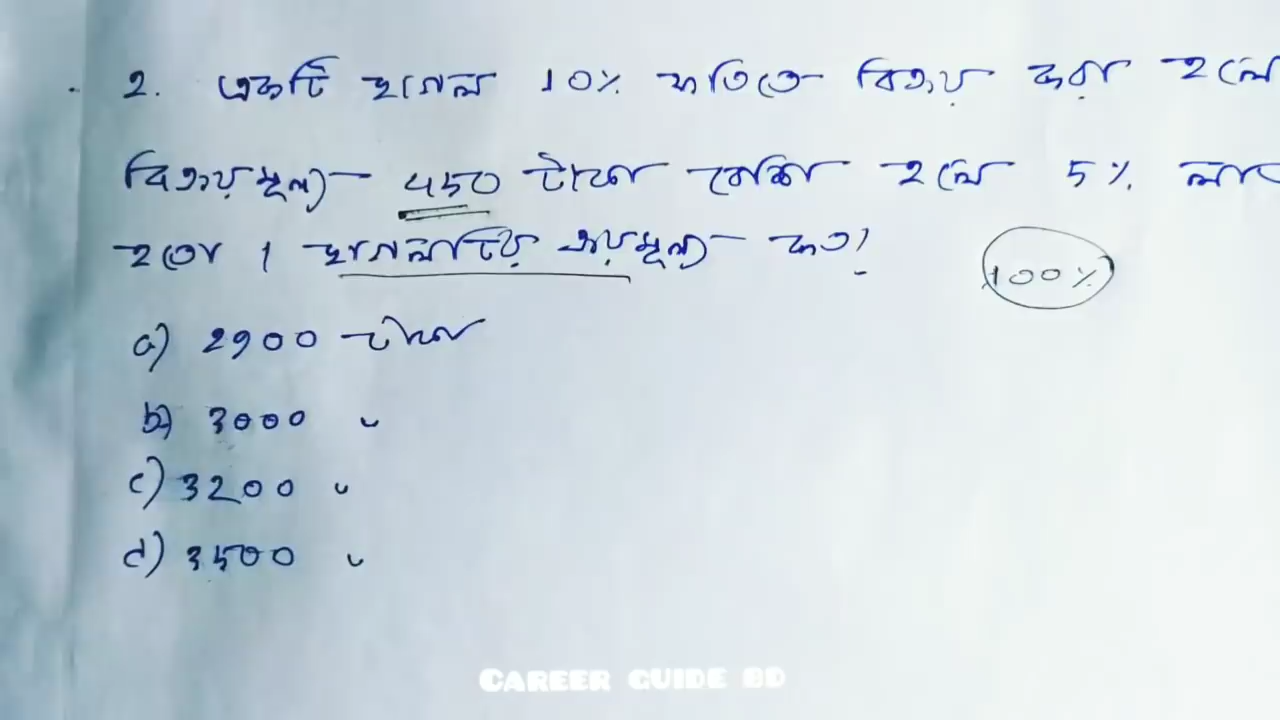 2. একটি ছাগল 10% ক্ষতিতে বিক্রয় করা হলে
বিক্রয়মূল্য 450 টাকা বেশি হলে 5% লাভ
হতো। ছাগলটির ক্রয়মূল্য কত?
100%
a) 2900 টাকা
b) 3000 "
c) 3200 "
d) 3500 "
CAREER GUIDE BD